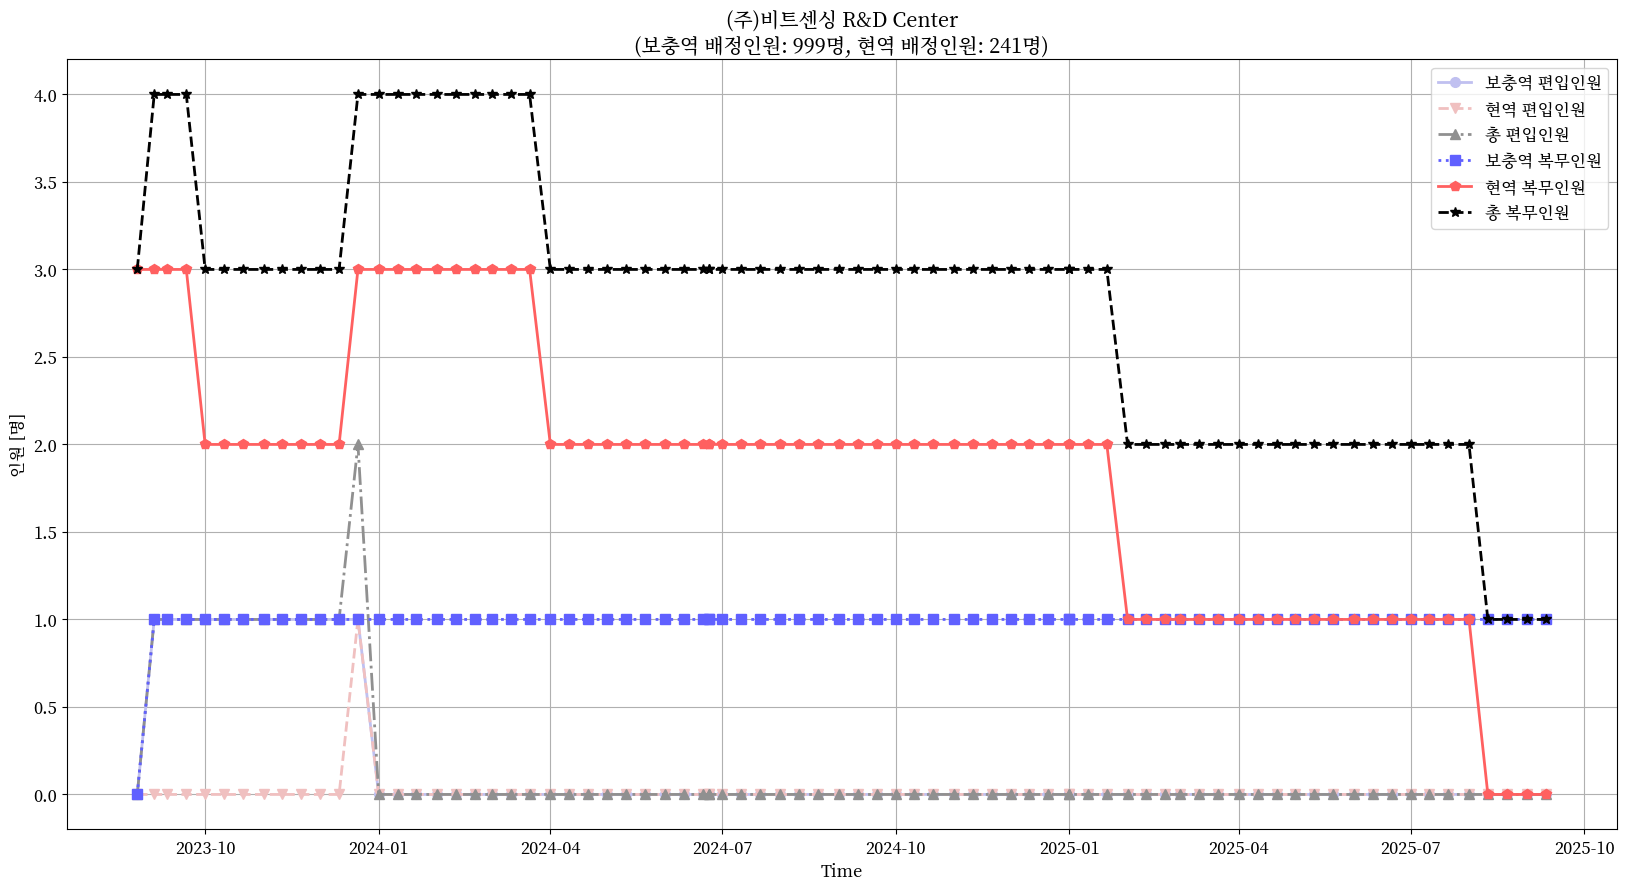 (주)비트센싱 R&D Center
(보충역 배정인원: 999명, 현역 배정인원: 241명)
보충역 편입인원
현역 편입인원
총 편입인원
보충역 복무인원
현역 복무인원
총 복무인원
인원 [명]
4.0
3.5
3.0
2.5
2.0
1.5
1.0
0.5
0.0
2023-10
2024-01
2024-04
2024-07
2024-10
2025-01
2025-04
2025-07
2025-10
Time